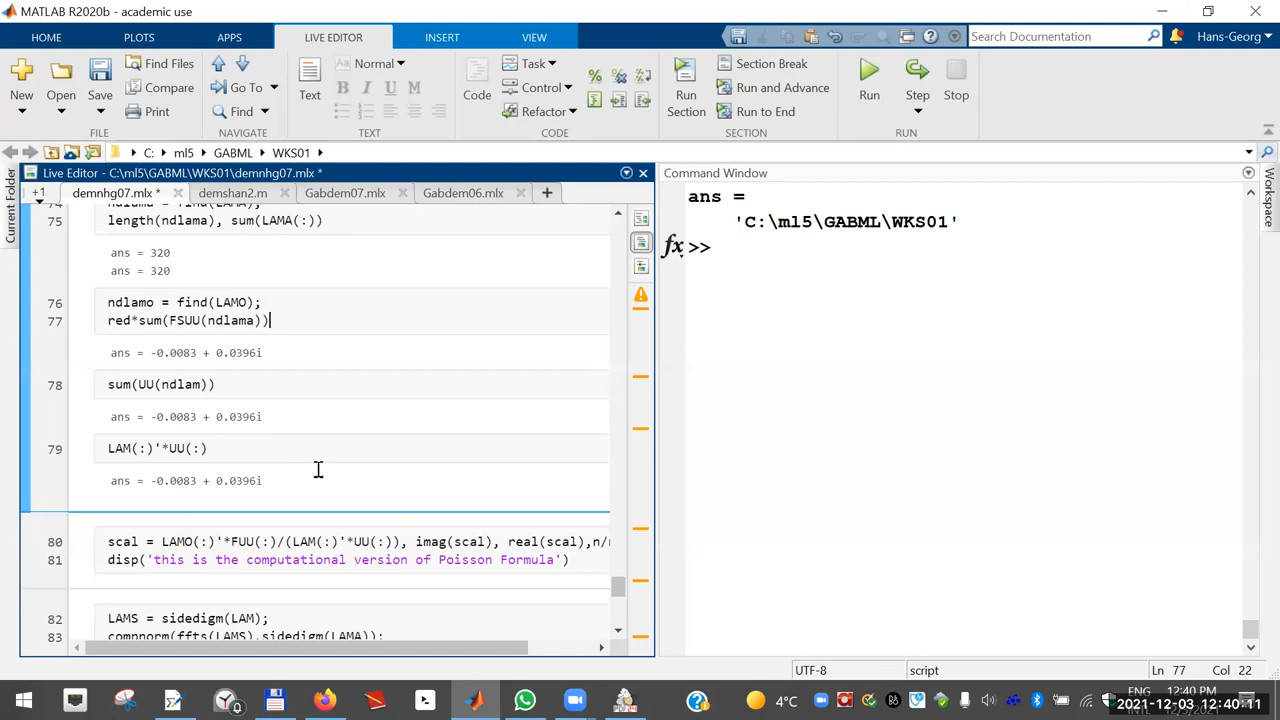 MATLAB R2020b - academic use
HOME PLOTS APPS LIVE EDITOR INSERT VIEW Search Documentation Hans-Georg
New Open Save Find Files Compare Print
Go To Find
Text Normal B I U M
Code Task Control Refactor
Run Section Section Break Run and Advance Run to End
Run Step Stop
FILE NAVIGATE TEXT CODE SECTION RUN
C: ml5 GABML WKS01
Live Editor - C:\ml5\GABML\WKS01\demnhg07.mlx *
Command Window
+1 demnhg07.mlx * demshan2.m Gabdem07.mlx Gabdem06.mlx
Current Folder
Workspace
75 length(ndlama), sum(LAMA(:))
ans = 320
ans = 320
76 ndlamo = find(LAMO);
77 red*sum(FSUU(ndlama))
ans = -0.0083 + 0.0396i
78 sum(UU(ndlam))
ans = -0.0083 + 0.0396i
79 LAM(:)'*UU(:)
ans = -0.0083 + 0.0396i
80 scal = LAMO(:)'*FUU(:)/(LAM(:)'*UU(:)), imag(scal), real(scal),n/
81 disp('this is the computational version of Poisson Formula')
82 LAMS = sidedigm(LAM);
83 compnorm(ffts(LAMS),sidedigm(LAMA));
ans =
'C:\ml5\GABML\WKS01'
fx >>
UTF-8 script Ln 77 Col 22
4°C ENG 12:40 PM
2021-12-03 12:40:11